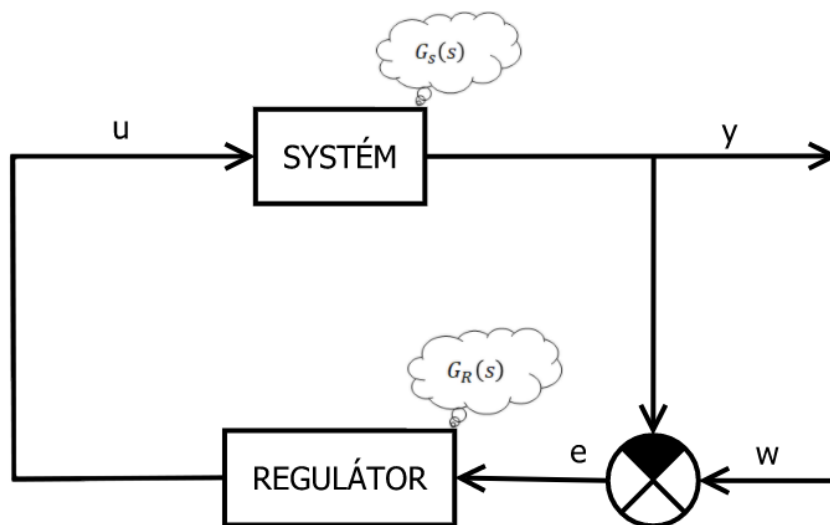 G_s(s)
u
SYSTÉM
y
G_R(s)
REGULÁTOR
e
w